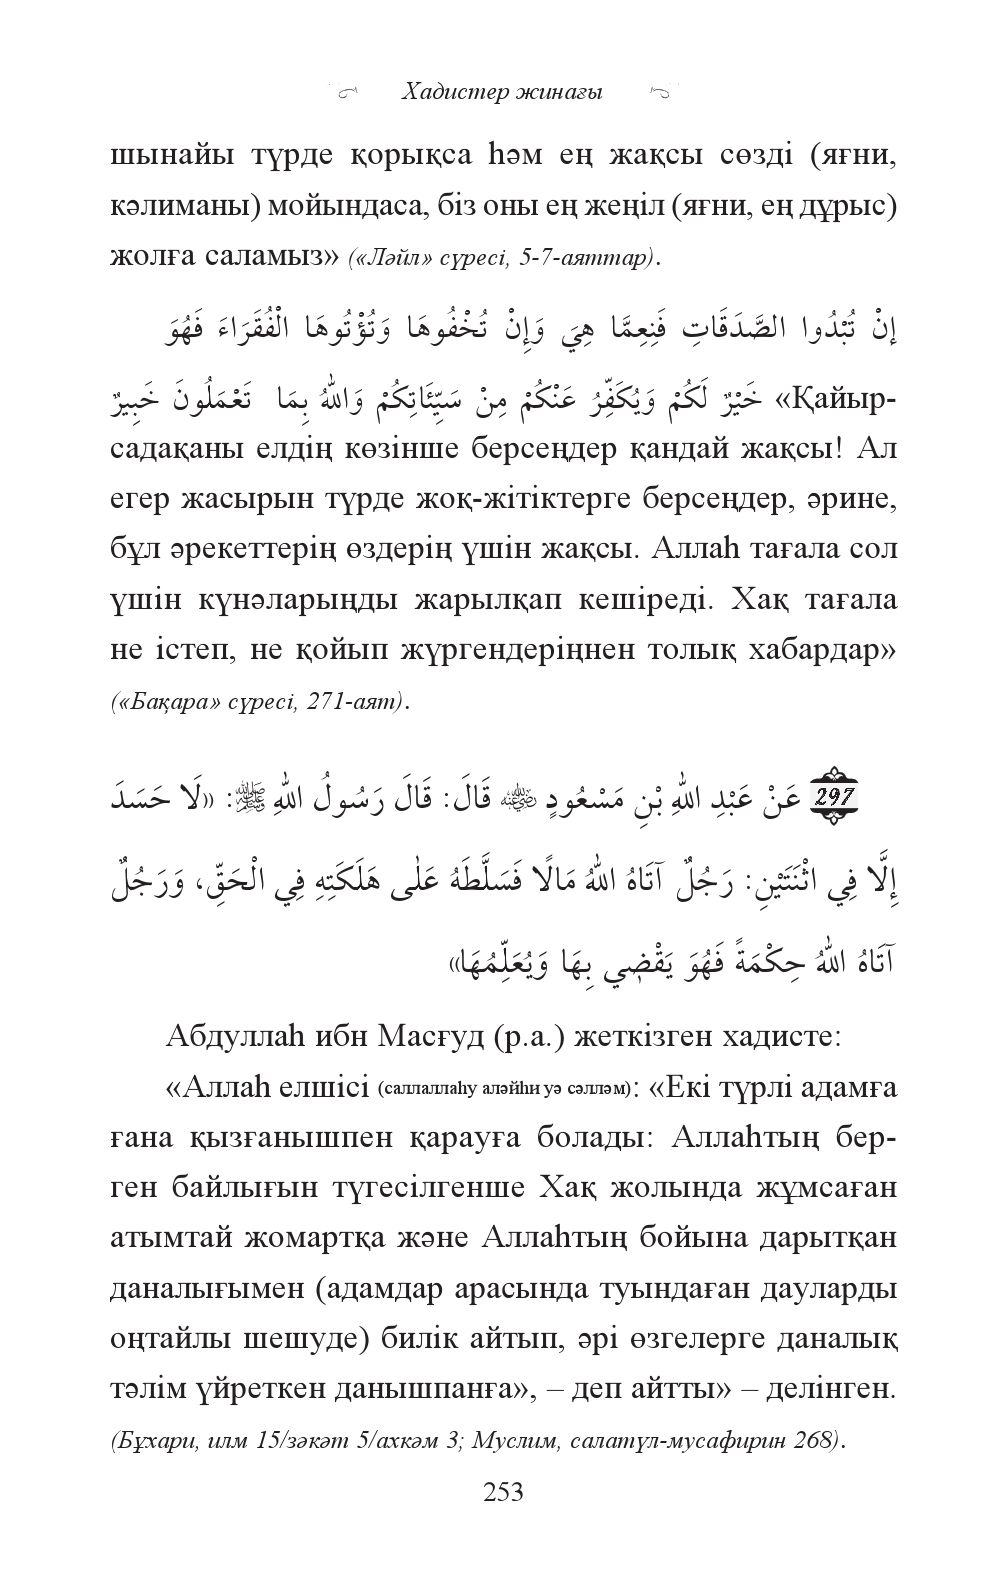 Хадистер жинағы
шынайы түрде қорықса һәм ең жақсы сөзді (яғни,
кәлиманы) мойындаса, біз оны ең жеңіл (яғни, ең дұрыс)
жолға саламыз» («Ләйл» сүресі, 5-7-аяттар).
إِنْ تُبْدُوا الصَّدَقَاتِ فَنِعِمَّا هِيَ وَإِنْ تُخْفُوهَا وَتُؤْتُوهَا الْفُقَرَاءَ فَهُوَ
خَيْرٌ لَكُمْ وَيُكَفِّرُ عَنْكُمْ مِنْ سَيِّئَاتِكُمْ وَاللهُ بِمَا تَعْمَلُونَ خَبِيرٌ «Қайыр-
садақаны елдің көзінше берсеңдер қандай жақсы! Ал
егер жасырын түрде жоқ-жітіктерге берсеңдер, әрине,
бұл әрекеттерің өздерің үшін жақсы. Аллаһ тағала сол
үшін күнәларыңды жарылқап кешіреді. Хақ тағала
не істеп, не қойып жүргендеріңнен толық хабардар»
(«Бақара» сүресі, 271-аят).
297 عَنْ عَبْدِ اللهِ بْنِ مَسْعُودٍ رضي الله عنه قَالَ: قَالَ رَسُولُ اللهِ ﷺ: «لَا حَسَدَ
إِلَّا فِي اثْنَتَيْنِ: رَجُلٌ آتَاهُ اللهُ مَالًا فَسَلَّطَهُ عَلٰى هَلَكَتِهِ فِي الْحَقِّ، وَرَجُلٌ
آتَاهُ اللهُ حِكْمَةً فَهُوَ يَقْضِي بِهَا وَيُعَلِّمُهَا»
Абдуллаһ ибн Масғуд (р.а.) жеткізген хадисте:
«Аллаһ елшісі (саллаллаһу аләйһи уә сәлләм): «Екі түрлі адамға
ғана қызғанышпен қарауға болады: Аллаһтың бер-
ген байлығын түгесілгенше Хақ жолында жұмсаған
атымтай жомартқа және Аллаһтың бойына дарытқан
даналығымен (адамдар арасында туындаған дауларды
оңтайлы шешуде) билік айтып, әрі өзгелерге даналық
тәлім үйреткен данышпанға», – деп айтты» – делінген.
(Бұхари, илм 15/зәкәт 5/ахкәм 3; Муслим, салатүл-мусафирин 268).
253